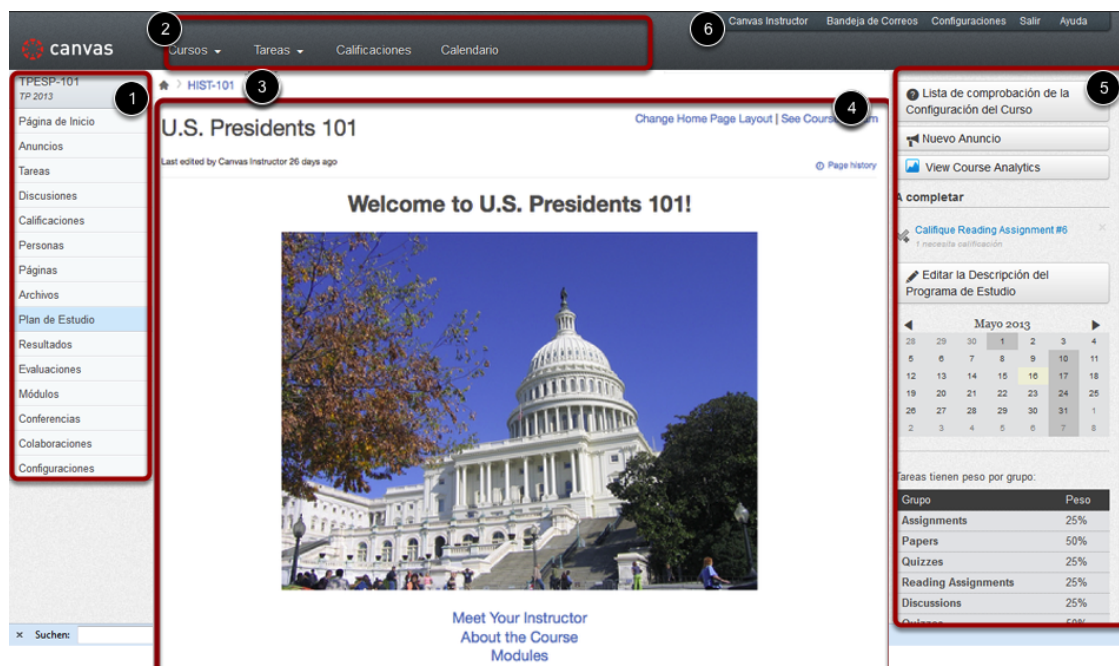 6
Canvas Instructor Bandeja de Correos Configuraciones Salir Ayuda
canvas
2
Cursos Tareas Calificaciones Calendario
TPESP-101
TP 2013
1
Página de Inicio
Anuncios
Tareas
Discusiones
Calificaciones
Personas
Páginas
Archivos
Plan de Estudio
Resultados
Evaluaciones
Módulos
Conferencias
Colaboraciones
Configuraciones
HIST-101
3
4
U.S. Presidents 101
Change Home Page Layout | See
Last edited by Canvas Instructor 26 days ago
Page history
Welcome to U.S. Presidents 101!
Meet Your Instructor
About the Course
Modules
5
Lista de comprobación de la
Configuración del Curso
Nuevo Anuncio
View Course Analytics
A completar
Califique Reading Assignment #6
1 necesita calificación
Editar la Descripción del
Programa de Estudio
Mayo 2013
28 29 30 1 2 3 4
5 6 7 8 9 10 11
12 13 14 15 16 17 18
19 20 21 22 23 24 25
26 27 28 29 30 31 1
2 3 4 5 6 7 8
Tareas tienen peso por grupo:
Grupo Peso
Assignments 25%
Papers 50%
Quizzes 25%
Reading Assignments 25%
Discussions 25%
Quizzes 50%
× Suchen: